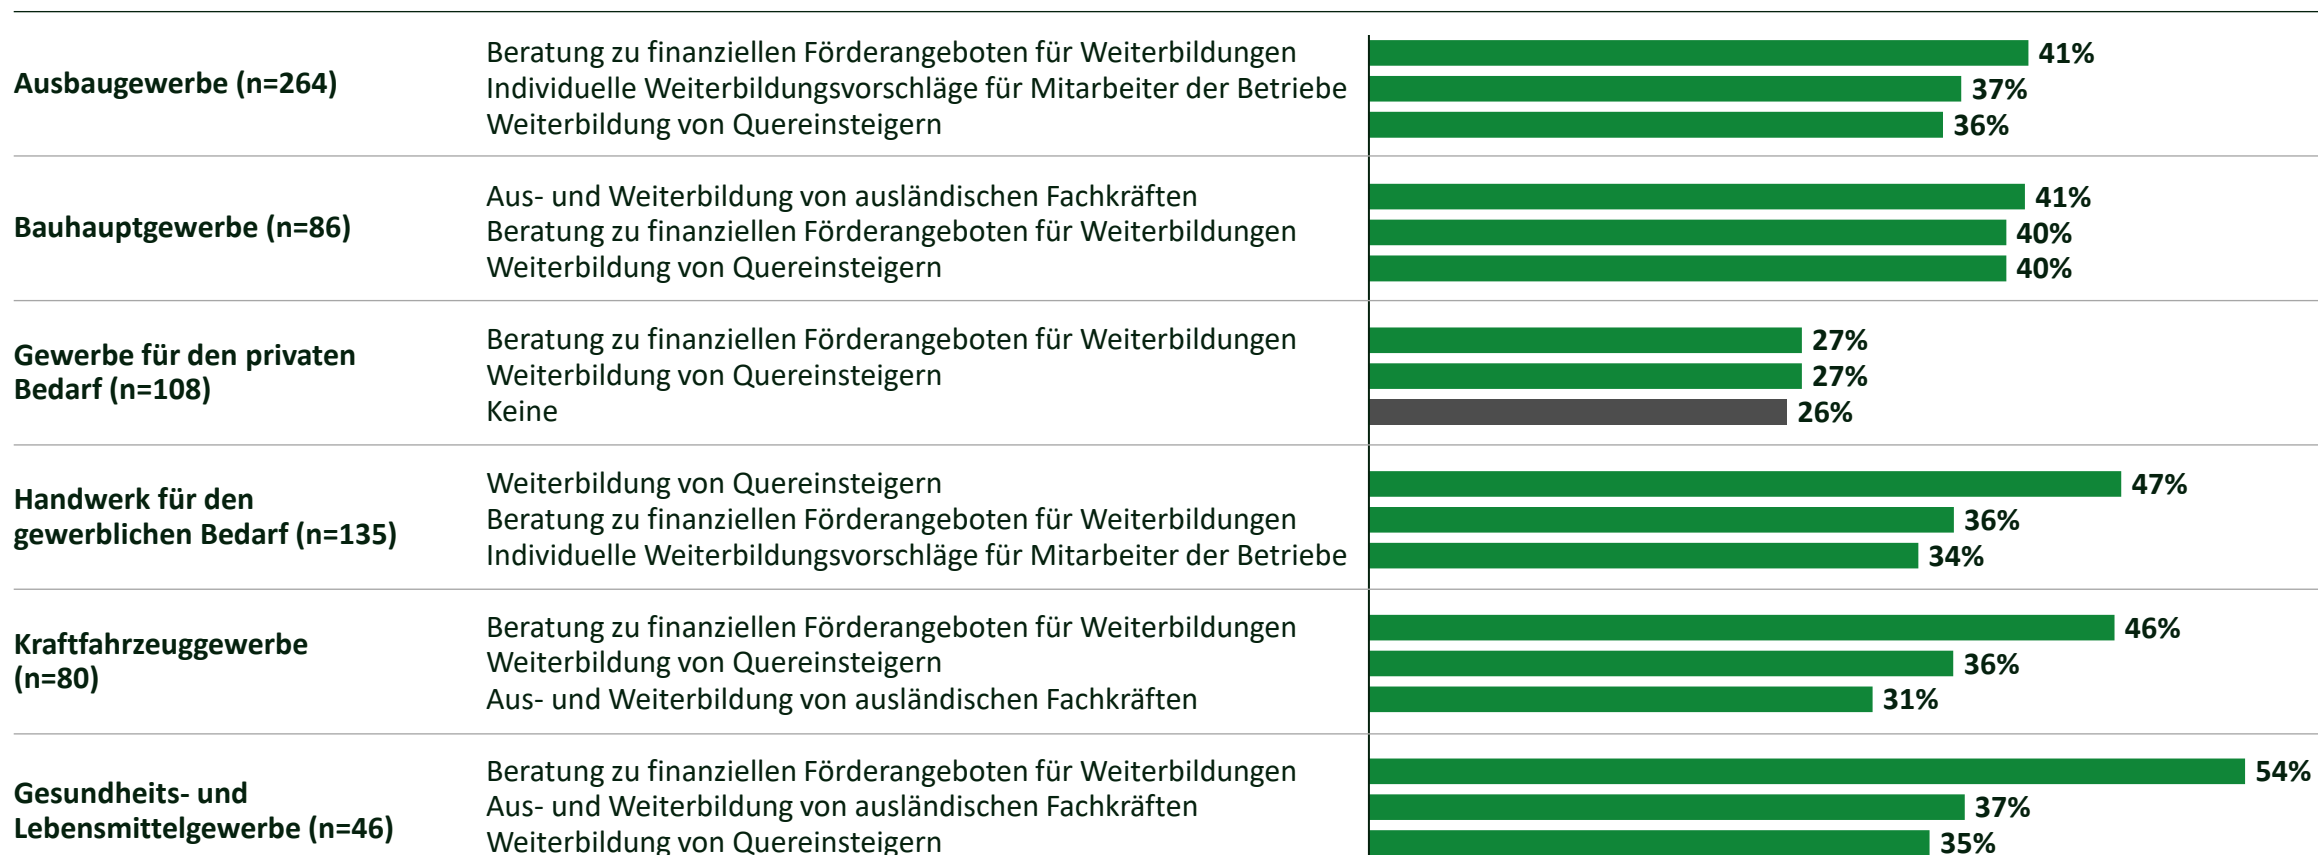 Ausbaugewerbe (n=264)
Beratung zu finanziellen Förderangeboten für Weiterbildungen 41%
Individuelle Weiterbildungsvorschläge für Mitarbeiter der Betriebe 37%
Weiterbildung von Quereinsteigern 36%
Bauhauptgewerbe (n=86)
Aus- und Weiterbildung von ausländischen Fachkräften 41%
Beratung zu finanziellen Förderangeboten für Weiterbildungen 40%
Weiterbildung von Quereinsteigern 40%
Gewerbe für den privaten
Bedarf (n=108)
Beratung zu finanziellen Förderangeboten für Weiterbildungen 27%
Weiterbildung von Quereinsteigern 27%
Keine 26%
Handwerk für den
gewerblichen Bedarf (n=135)
Weiterbildung von Quereinsteigern 47%
Beratung zu finanziellen Förderangeboten für Weiterbildungen 36%
Individuelle Weiterbildungsvorschläge für Mitarbeiter der Betriebe 34%
Kraftfahrzeuggewerbe
(n=80)
Beratung zu finanziellen Förderangeboten für Weiterbildungen 46%
Weiterbildung von Quereinsteigern 36%
Aus- und Weiterbildung von ausländischen Fachkräften 31%
Gesundheits- und
Lebensmittelgewerbe (n=46)
Beratung zu finanziellen Förderangeboten für Weiterbildungen 54%
Aus- und Weiterbildung von ausländischen Fachkräften 37%
Weiterbildung von Quereinsteigern 35%